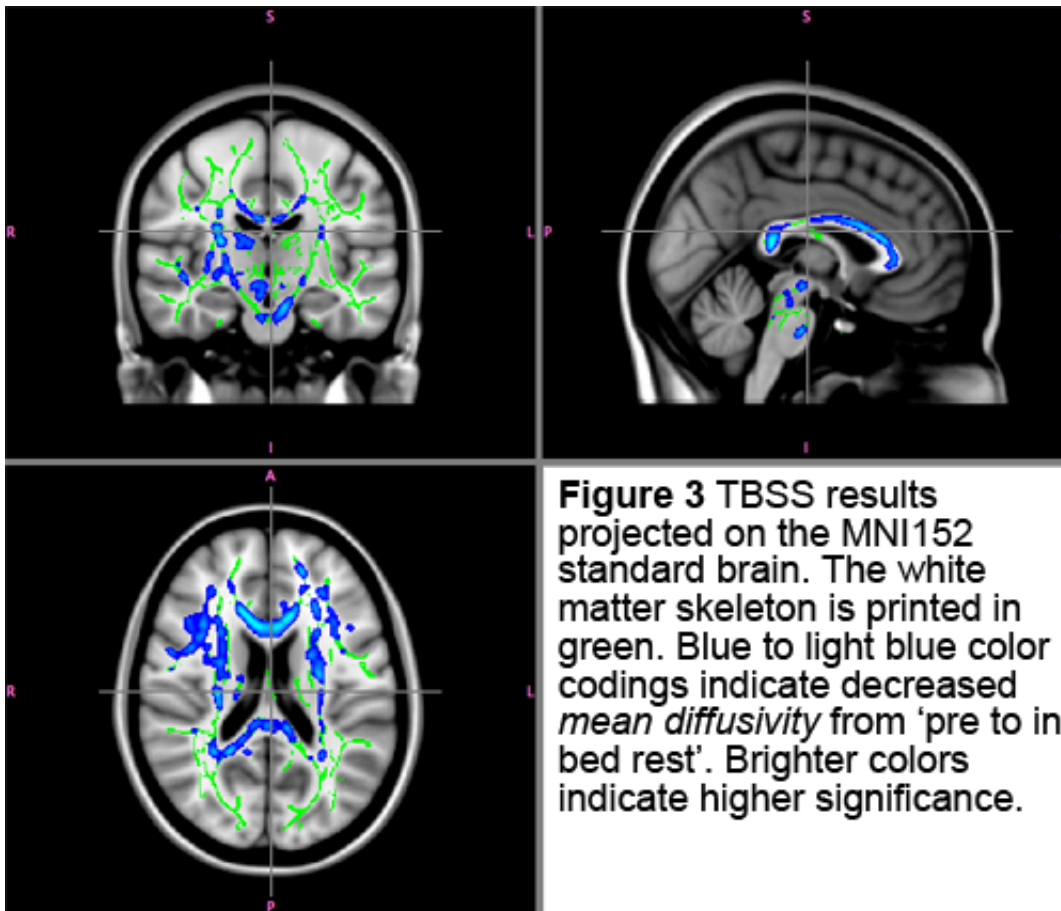 S
S
R
L
P
I
I
A
R
L
P
Figure 3 TBSS results
projected on the MNI152
standard brain. The white
matter skeleton is printed in
green. Blue to light blue color
codings indicate decreased
mean diffusivity from ‘pre to in
bed rest’. Brighter colors
indicate higher significance.